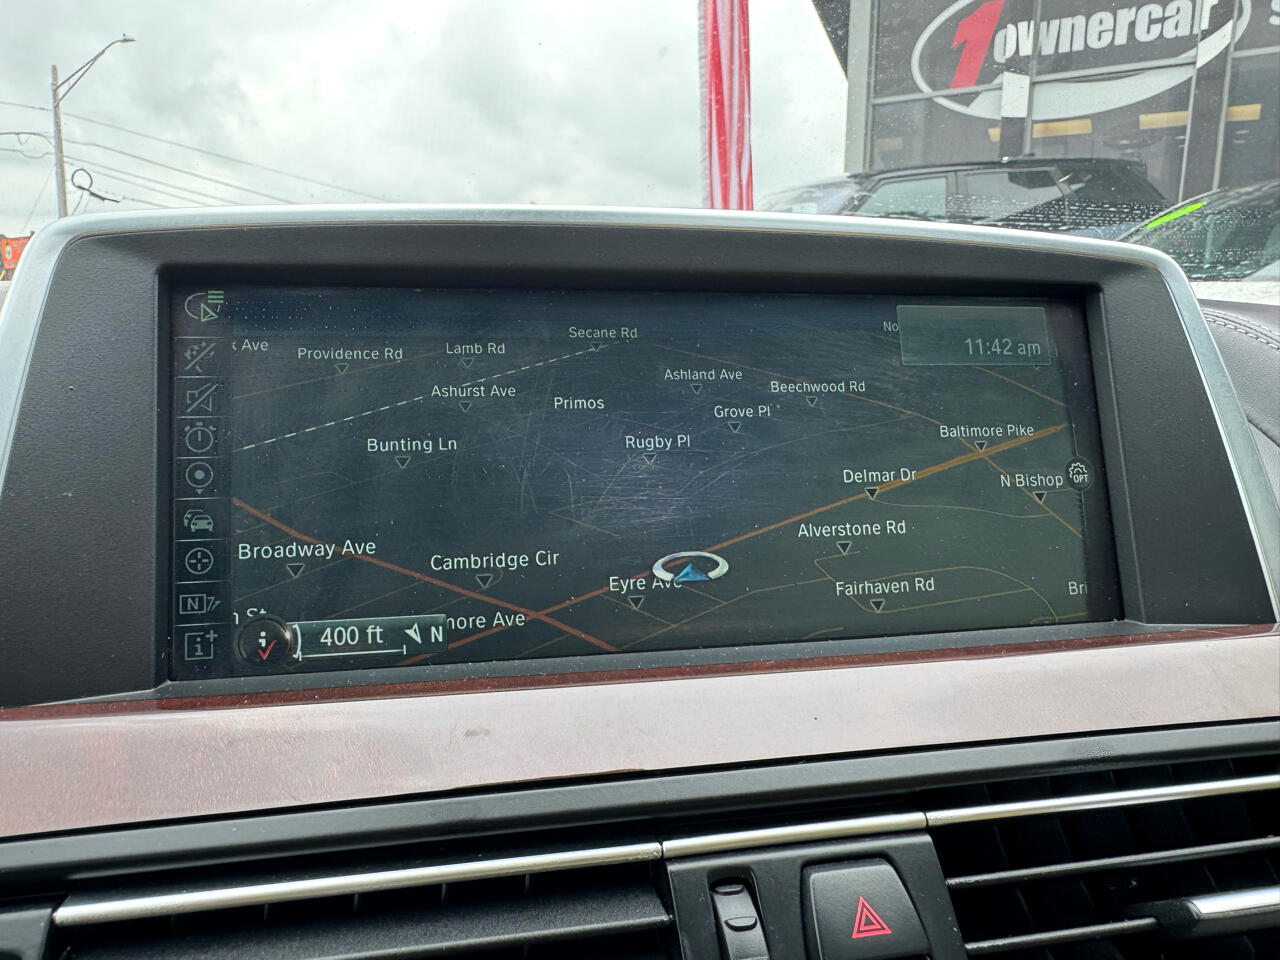 1ownercar
Secane Rd
No
k Ave
Providence Rd
Lamb Rd
11:42 am
Ashurst Ave
Primos
Ashland Ave
Beechwood Rd
Grove Pl
Bunting Ln
Rugby Pl
Baltimore Pike
Delmar Dr
N Bishop
OPT
Broadway Ave
Cambridge Cir
Eyre Ave
Alverstone Rd
Fairhaven Rd
Bri
N
St
400 ft
N
more Ave
i